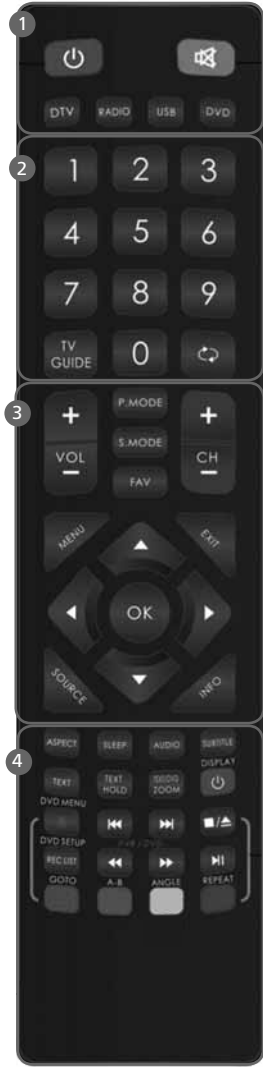 1
DTV RADIO USB DVD
2
1 2 3
4 5 6
7 8 9
TV GUIDE 0
3
+ P.MODE +
VOL S.MODE CH
- FAV -
MENU EXIT
OK
SOURCE INFO
4
ASPECT SLEEP AUDIO SUBTITLE
DISPLAY
TEXT TEXT HOLD ZOOM
DVD MENU
DVD SETUP
REC LIST
GOTO A-B ANGLE REPEAT